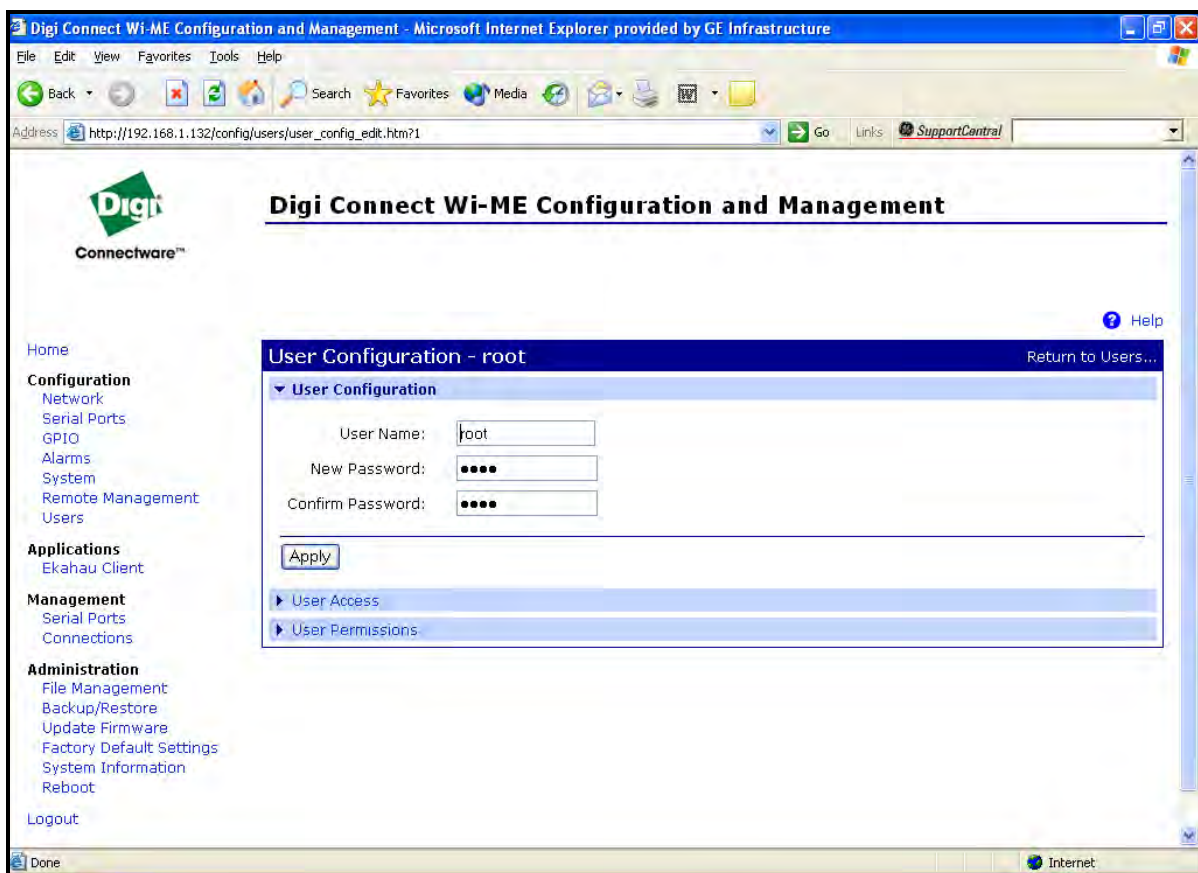 Digi Connect Wi-ME Configuration and Management - Microsoft Internet Explorer provided by GE Infrastructure
File Edit View Favorites Tools Help
Back Search Favorites Media
Address http://192.168.1.132/config/users/user_config_edit.htm?1 Go Links SupportCentral
Digi
Connectware™
Digi Connect Wi-ME Configuration and Management
Help
Home
Configuration
Network
Serial Ports
GPIO
Alarms
System
Remote Management
Users
Applications
Ekahau Client
Management
Serial Ports
Connections
Administration
File Management
Backup/Restore
Update Firmware
Factory Default Settings
System Information
Reboot
Logout
User Configuration - root Return to Users...
User Configuration
User Name: root
New Password: ●●●●
Confirm Password: ●●●●
Apply
User Access
User Permissions
Done Internet